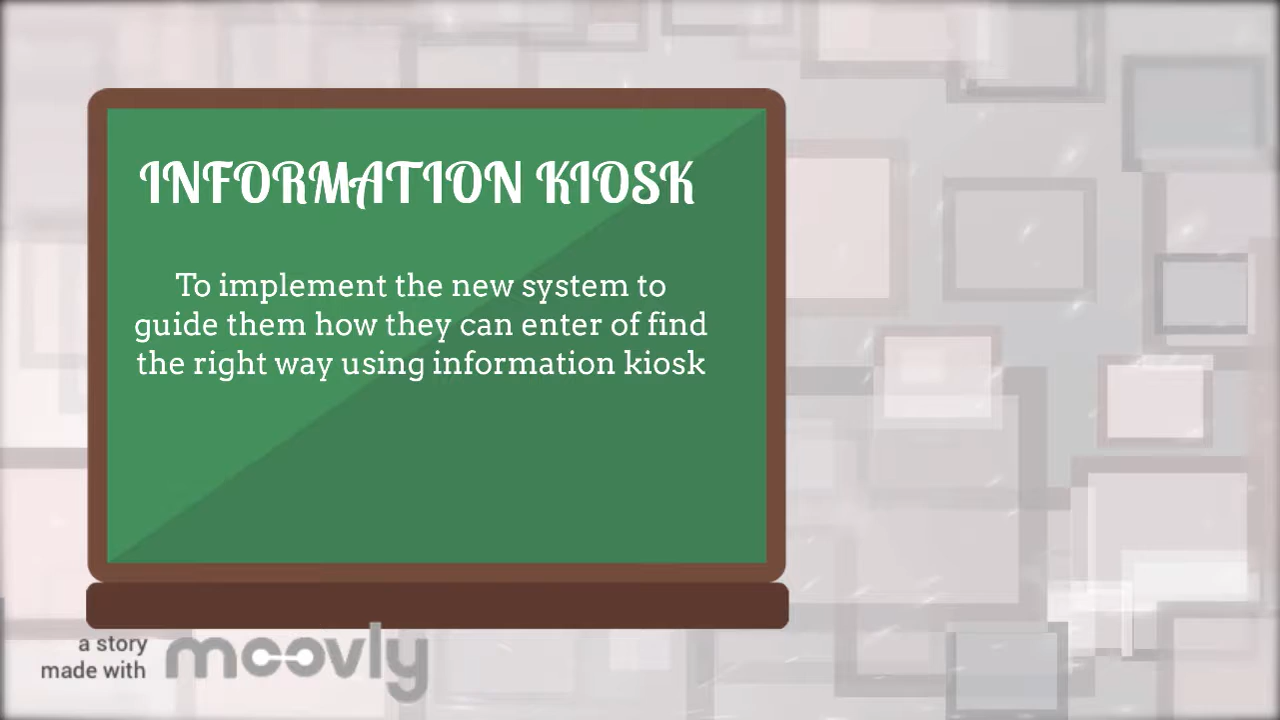 INFORMATION KIOSK
To implement the new system to
guide them how they can enter of find
the right way using information kiosk
a story
made with
moovly